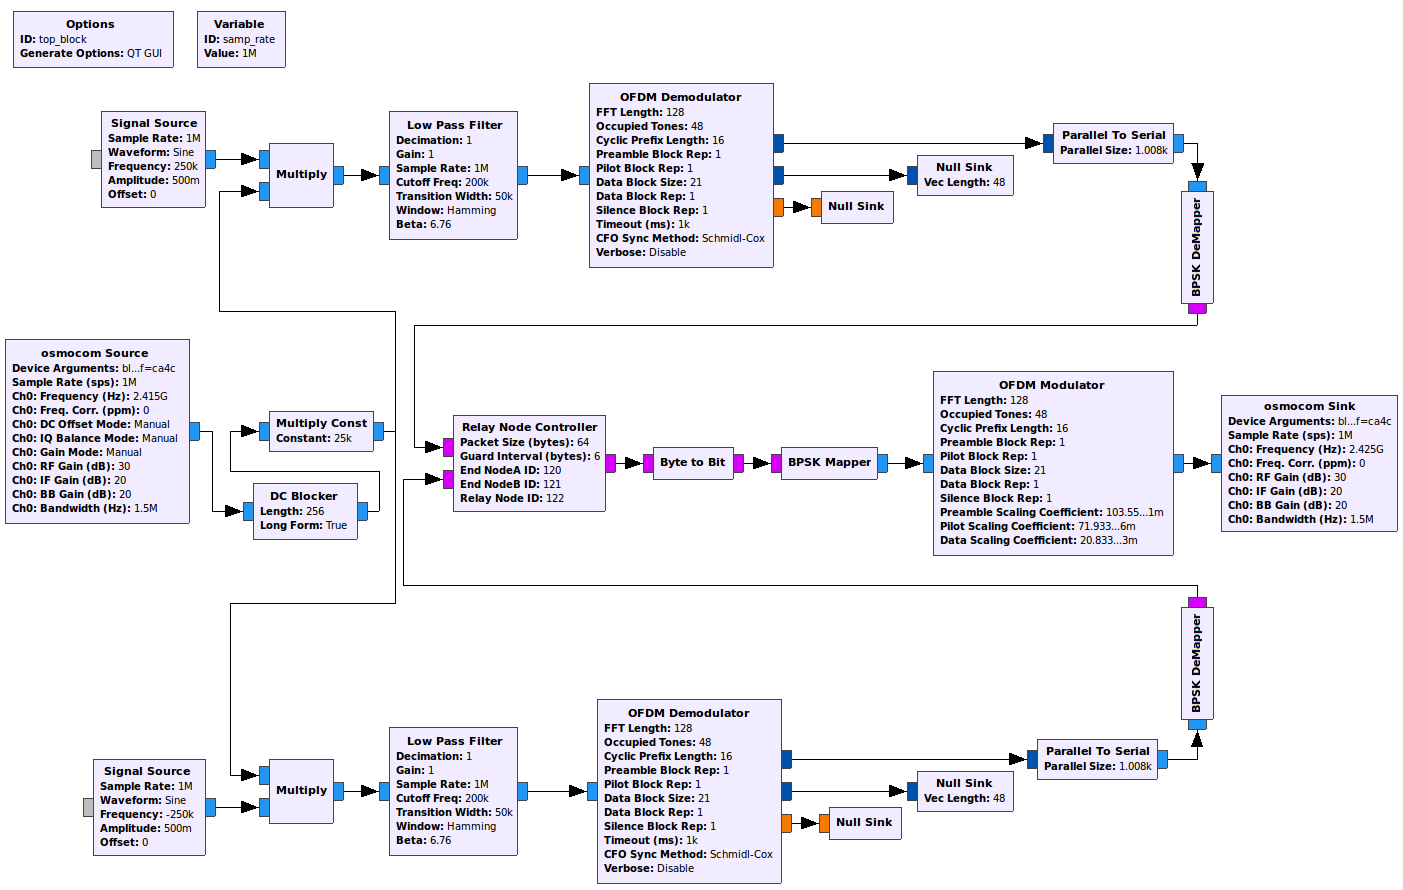 Options
ID: top_block
Generate Options: QT GUI
Variable
ID: samp_rate
Value: 1M
Signal Source
Sample Rate: 1M
Waveform: Sine
Frequency: 250k
Amplitude: 500m
Offset: 0
Multiply
Low Pass Filter
Decimation: 1
Gain: 1
Sample Rate: 1M
Cutoff Freq: 200k
Transition Width: 50k
Window: Hamming
Beta: 6.76
OFDM Demodulator
FFT Length: 128
Occupied Tones: 48
Cyclic Prefix Length: 16
Preamble Block Rep: 1
Pilot Block Rep: 1
Data Block Size: 21
Data Block Rep: 1
Silence Block Rep: 1
Timeout (ms): 1k
CFO Sync Method: Schmidl-Cox
Verbose: Disable
Null Sink
Vec Length: 48
Null Sink
Parallel To Serial
Parallel Size: 1.008k
BPSK DeMapper
osmocom Source
Device Arguments: bl...f=ca4c
Sample Rate (sps): 1M
Ch0: Frequency (Hz): 2.415G
Ch0: Freq. Corr. (ppm): 0
Ch0: DC Offset Mode: Manual
Ch0: IQ Balance Mode: Manual
Ch0: Gain Mode: Manual
Ch0: RF Gain (dB): 30
Ch0: IF Gain (dB): 20
Ch0: BB Gain (dB): 20
Ch0: Bandwidth (Hz): 1.5M
Multiply Const
Constant: 25k
DC Blocker
Length: 256
Long Form: True
Relay Node Controller
Packet Size (bytes): 64
Guard Interval (bytes): 6
End NodeA ID: 120
End NodeB ID: 121
Relay Node ID: 122
Byte to Bit
BPSK Mapper
OFDM Modulator
FFT Length: 128
Occupied Tones: 48
Cyclic Prefix Length: 16
Preamble Block Rep: 1
Pilot Block Rep: 1
Data Block Size: 21
Data Block Rep: 1
Silence Block Rep: 1
Preamble Scaling Coefficient: 103.55...1m
Pilot Scaling Coefficient: 71.933...6m
Data Scaling Coefficient: 20.833...3m
osmocom Sink
Device Arguments: bl...f=ca4c
Sample Rate (sps): 1M
Ch0: Frequency (Hz): 2.425G
Ch0: Freq. Corr. (ppm): 0
Ch0: RF Gain (dB): 30
Ch0: IF Gain (dB): 20
Ch0: BB Gain (dB): 20
Ch0: Bandwidth (Hz): 1.5M
Signal Source
Sample Rate: 1M
Waveform: Sine
Frequency: -250k
Amplitude: 500m
Offset: 0
Multiply
Low Pass Filter
Decimation: 1
Gain: 1
Sample Rate: 1M
Cutoff Freq: 200k
Transition Width: 50k
Window: Hamming
Beta: 6.76
OFDM Demodulator
FFT Length: 128
Occupied Tones: 48
Cyclic Prefix Length: 16
Preamble Block Rep: 1
Pilot Block Rep: 1
Data Block Size: 21
Data Block Rep: 1
Silence Block Rep: 1
Timeout (ms): 1k
CFO Sync Method: Schmidl-Cox
Verbose: Disable
Null Sink
Vec Length: 48
Null Sink
Parallel To Serial
Parallel Size: 1.008k
BPSK DeMapper